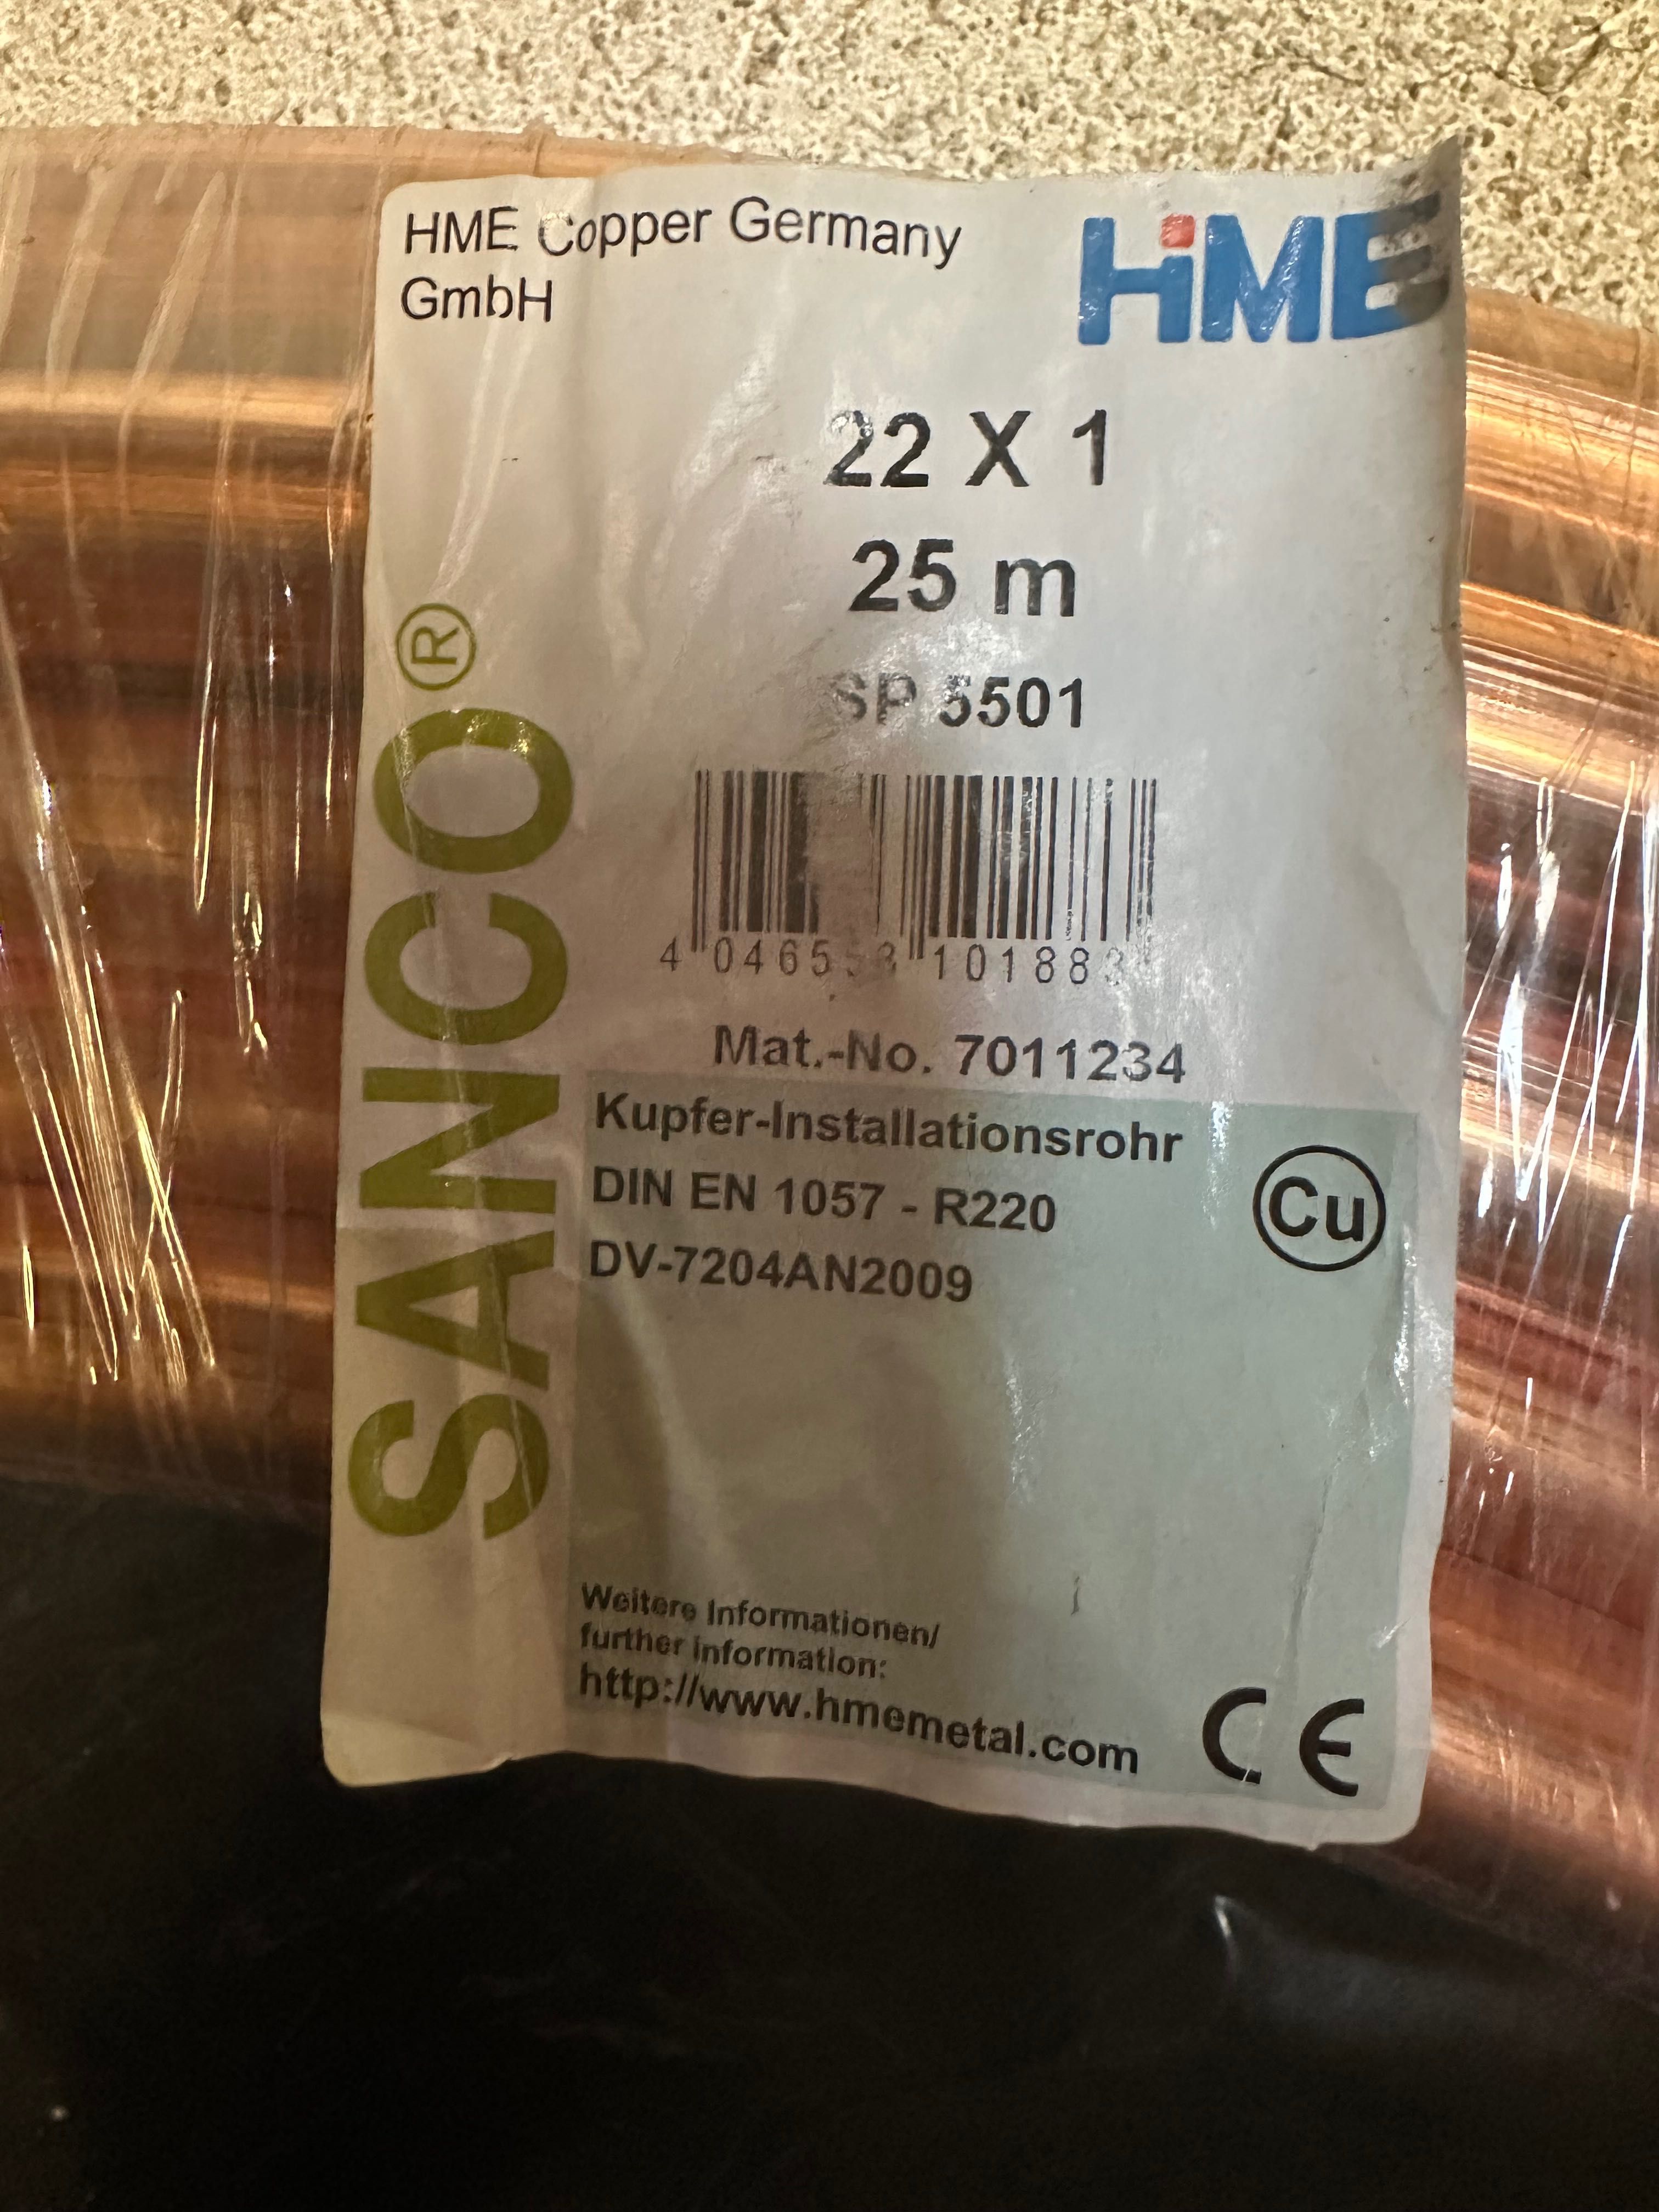 HME Copper Germany
GmbH
HME
22 X 1
25 m
SP 5501
SANCO®
Mat.-No. 7011234
Kupfer-Installationsrohr
DIN EN 1057 - R220
DV-7204AN2009
Cu
Weitere Informationen/
further information:
http://www.hmemetal.com
CE